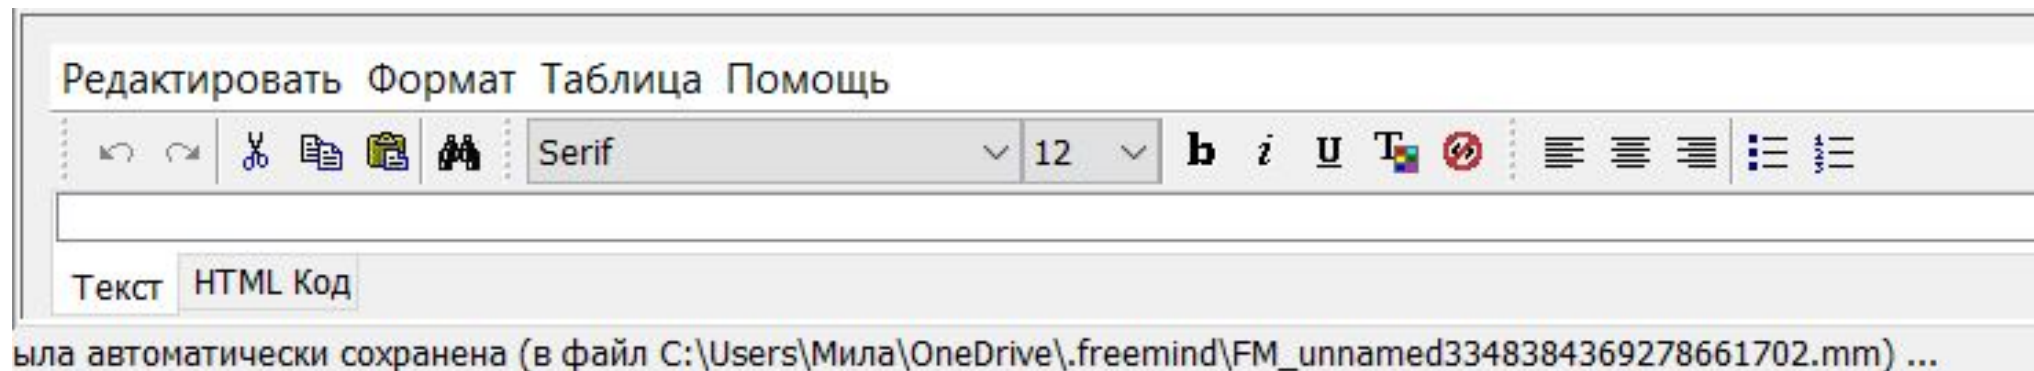 Редактировать Формат Таблица Помощь
Serif 12 b i U T
Текст HTML Код
ыла автоматически сохранена (в файл C:\Users\Мила\OneDrive\.freemind\FM_unnamed3348384369278661702.mm) ...